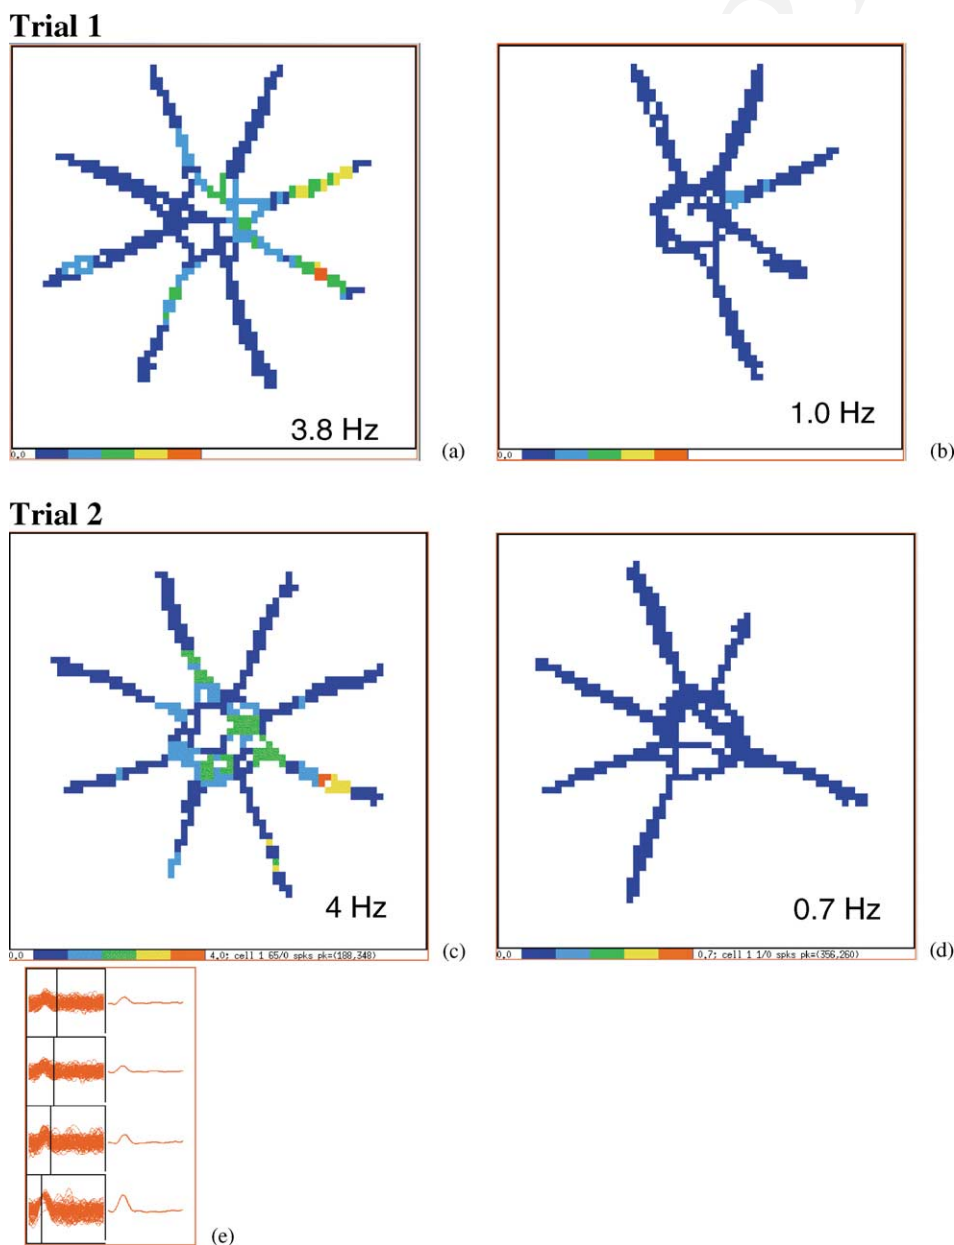 Trial 1
3.8 Hz
0.0
(a)
1.0 Hz
0.0
(b)
Trial 2
4 Hz
0.0
4.0; cell 1 65/0 spks pk=(188,348)
(c)
0.7 Hz
0.0
0.7; cell 1 1/0 spks pk=(356,260)
(d)
(e)